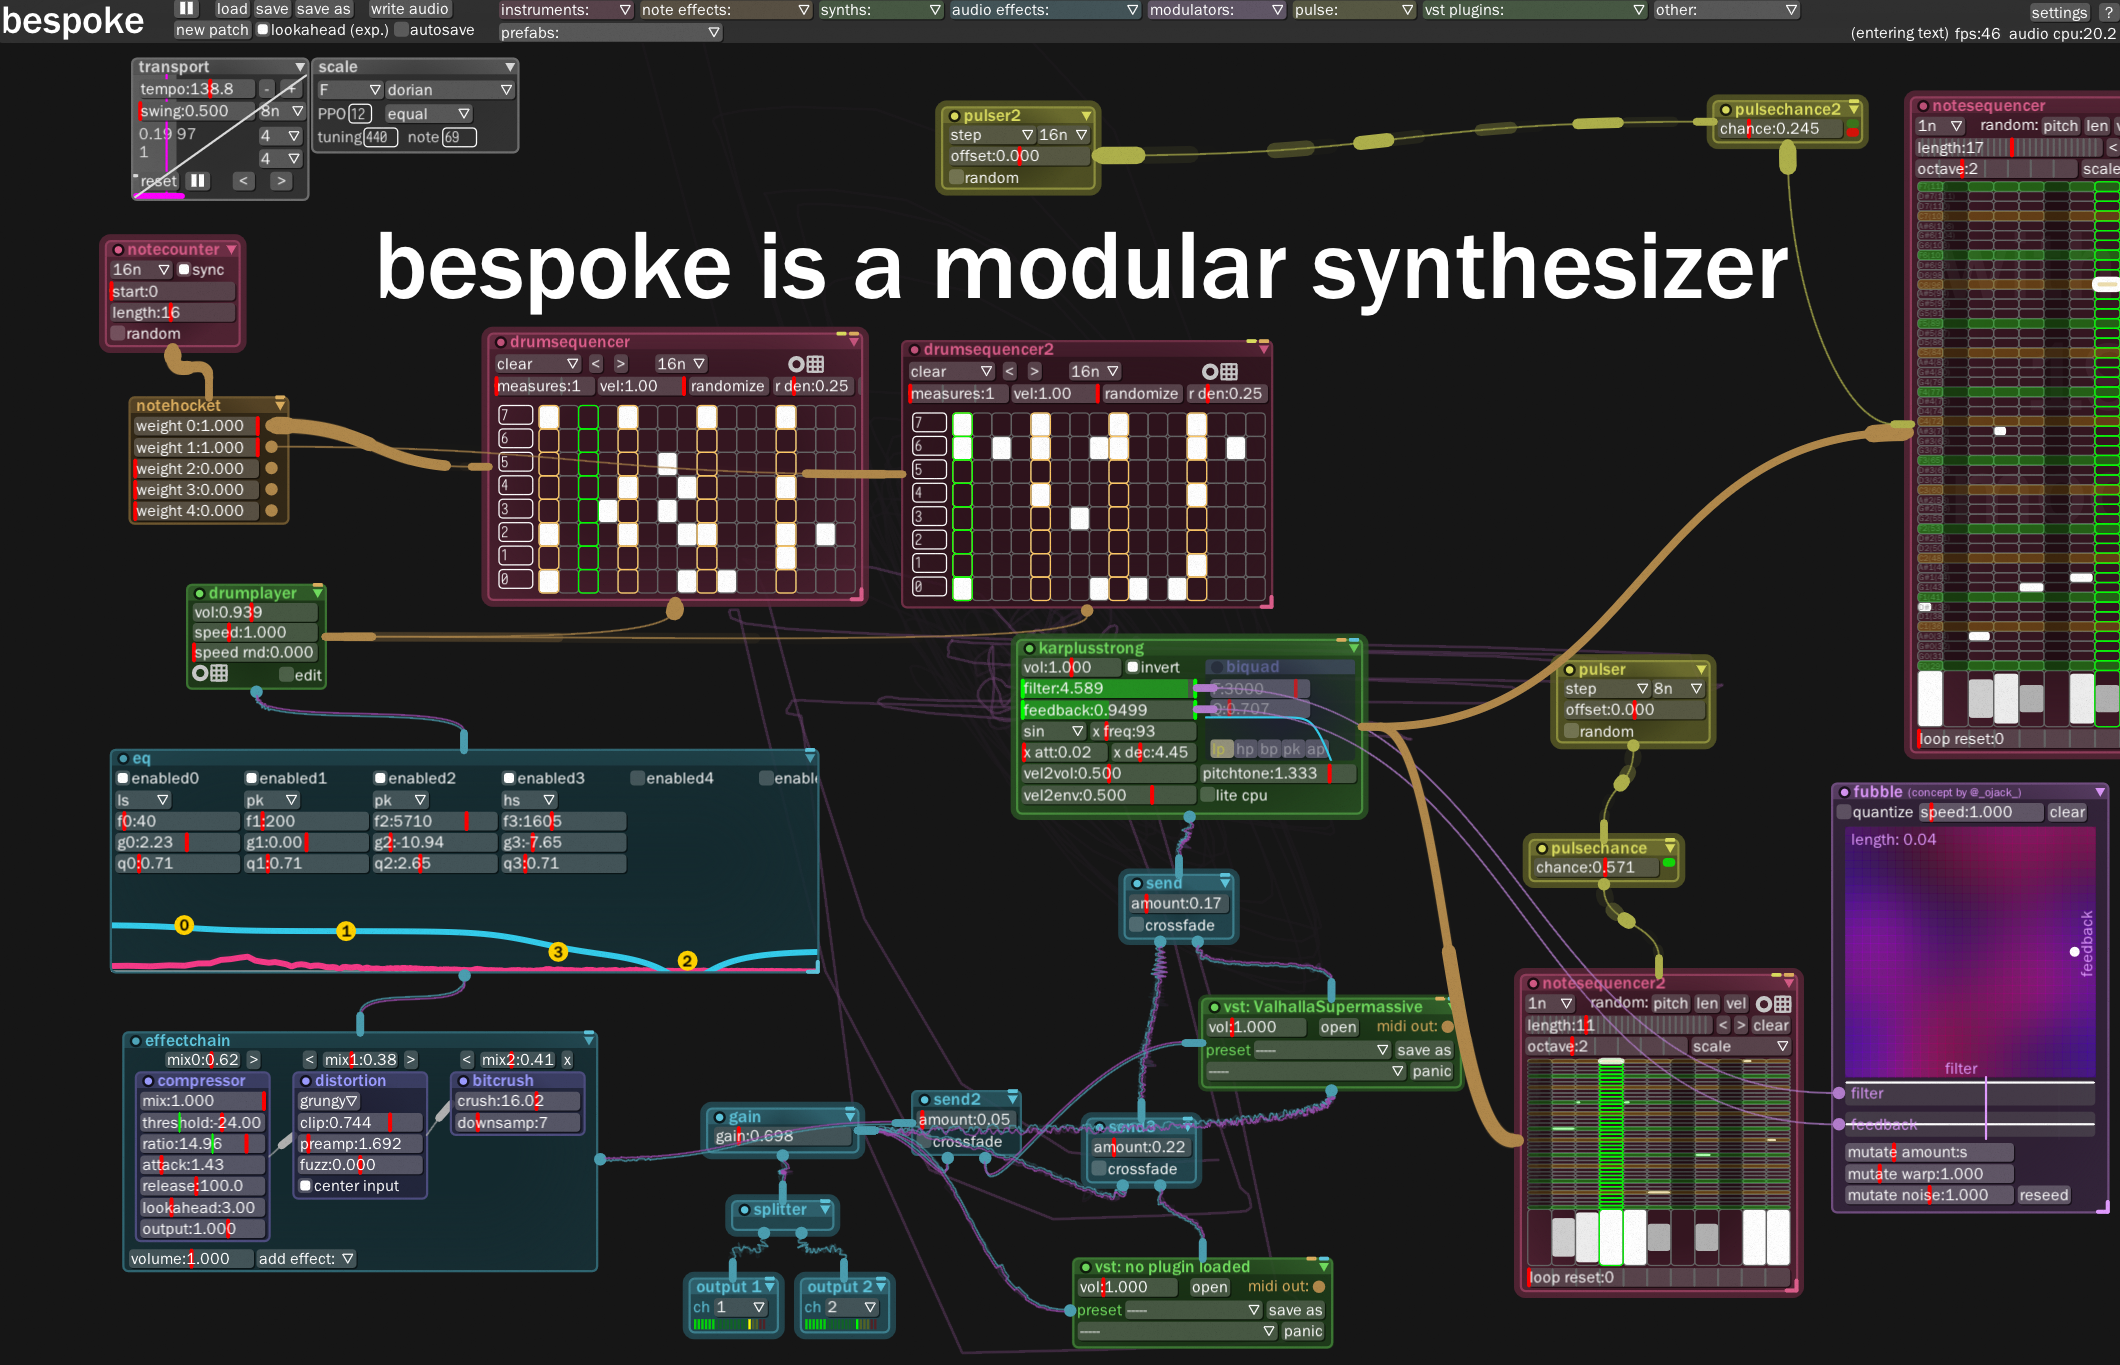 bespoke
load save save as write audio
new patch lookahead (exp.) autosave
instruments: note effects: synths: audio effects: modulators: pulse: vst plugins: other:
prefabs:
settings ?
(entering text) fps:46 audio cpu:20.2
transport
tempo:138.8 - +
swing:0.500 8n
4
1
4
reset < >
scale
F dorian
PPO 12 equal
tuning 440 note 69
pulser2
step 16n
offset:0.000
random
pulsechance2
chance:0.245
notesequencer
1n random: pitch len
length:17 <
octave:2 scale
loop reset:0
bespoke is a modular synthesizer
notecounter
16n sync
start:0
length:16
random
notehocket
weight 0:1.000
weight 1:1.000
weight 2:0.000
weight 3:0.000
weight 4:0.000
drumsequencer
clear < > 16n
measures:1 vel:1.00 randomize r den:0.25
7
6
5
4
3
2
1
0
drumsequencer2
clear < > 16n
measures:1 vel:1.00 randomize r den:0.25
7
6
5
4
3
2
1
0
drumplayer
vol:0.939
speed:1.000
speed rnd:0.000
edit
karplusstrong
vol:1.000 invert
filter:4.589
feedback:0.9499
sin x freq:93
x att:0.02 x dec:4.45
vel2vol:0.500 pitchtone:1.333
vel2env:0.500 lite cpu
biquad
F:3000
Q:0.707
lp hp bp pk ap
pulser
step 8n
offset:0.000
random
pulsechance
chance:0.571
eq
enabled0 enabled1 enabled2 enabled3 enabled4 enabl
ls pk pk hs
f0:40 f1:200 f2:5710 f3:1605
g0:2.23 g1:0.00 g2:-10.94 g3:-7.65
q0:0.71 q1:0.71 q2:2.65 q3:0.71
0 1 3 2
send
amount:0.17
crossfade
vst: ValhallaSupermassive
vol:1.000 open midi out:
preset ---- save as
---- panic
fubble (concept by @_ojack_)
quantize speed:1.000 clear
length: 0.04
feedback
filter
filter
feedback
mutate amount:s
mutate warp:1.000
mutate noise:1.000 reseed
notesequencer2
1n random: pitch len vel
length:11 < > clear
octave:2 scale
loop reset:0
effectchain
mix0:0.62 > < mix1:0.38 > < mix2:0.41 x
compressor
mix:1.000
threshold:-24.00
ratio:14.96
attack:1.43
release:100.0
lookahead:3.00
output:1.000
distortion
grungy
clip:0.744
preamp:1.692
fuzz:0.000
center input
bitcrush
crush:16.02
downsamp:7
volume:1.000 add effect:
gain
gain:0.698
send2
amount:0.05
crossfade
send3
amount:0.22
crossfade
splitter
output 1
ch 1
output 2
ch 2
vst: no plugin loaded
vol:1.000 open midi out:
preset ---- save as
---- panic